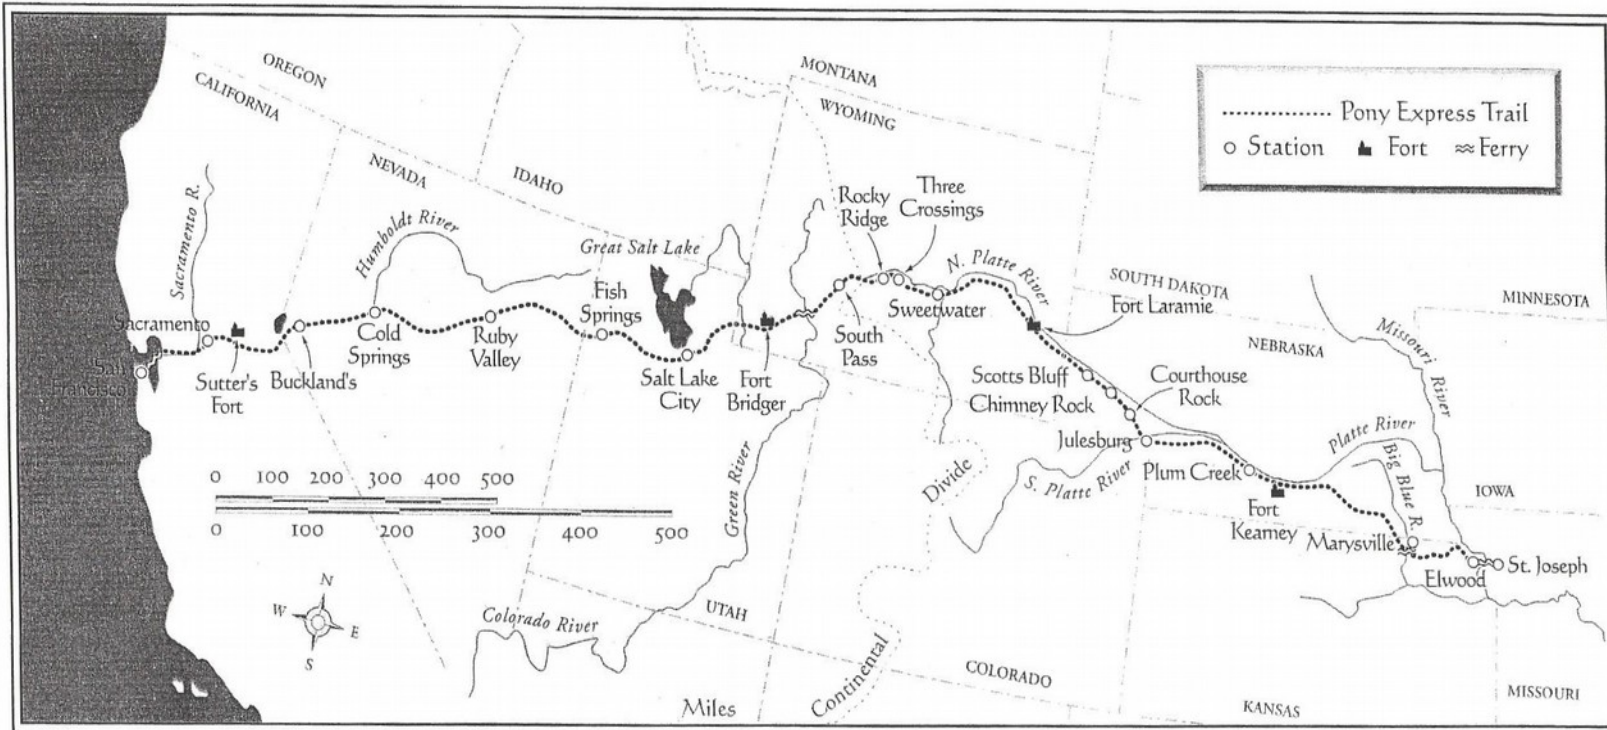 OREGON
CALIFORNIA
NEVADA
IDAHO
MONTANA
WYOMING
Pony Express Trail
Station
Fort
Ferry
Sacramento R.
Humboldt River
Great Salt Lake
Rocky
Ridge
Three
Crossings
N. Platte River
SOUTH DAKOTA
Fort Laramie
MINNESOTA
Missouri
River
Sacramento
San
Francisco
Sutter's
Fort
Buckland's
Cold
Springs
Ruby
Valley
Fish
Springs
Salt Lake
City
Fort
Bridger
South
Pass
Sweetwater
NEBRASKA
Scotts Bluff
Chimney Rock
Courthouse
Rock
Julesburg
S. Platte River
Plum Creek
Platte River
Big Blue R.
IOWA
Fort
Kearney
Marysville
Elwood
St. Joseph
0 100 200 300 400 500
0 100 200 300 400 500
Green River
Divide
N
W
E
S
Colorado River
UTAH
Continental
COLORADO
Miles
KANSAS
MISSOURI